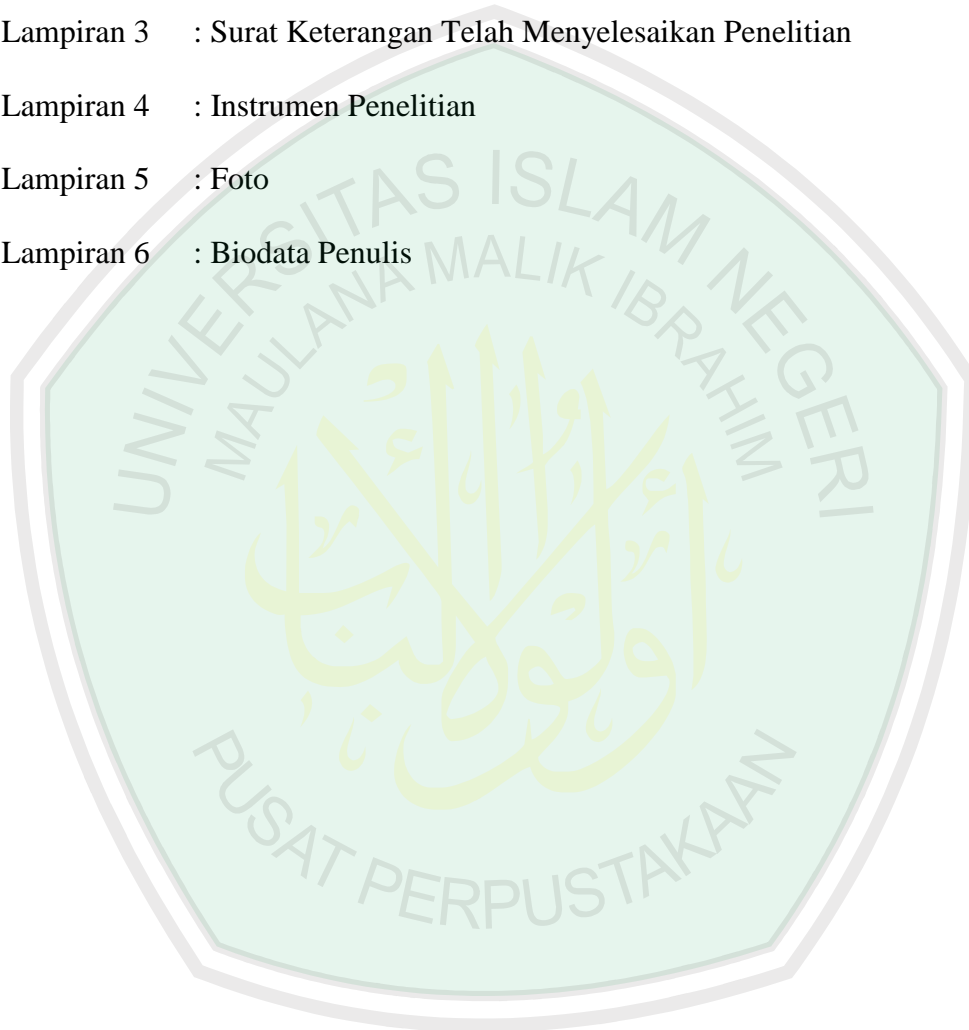 Lampiran 3 : Surat Keterangan Telah Menyelesaikan Penelitian
Lampiran 4 : Instrumen Penelitian
Lampiran 5 : Foto
Lampiran 6 : Biodata Penulis
UNIVERSITAS ISLAM NEGERI
MAULANA MALIK IBRAHIM
PUSAT PERPUSTAKAAN